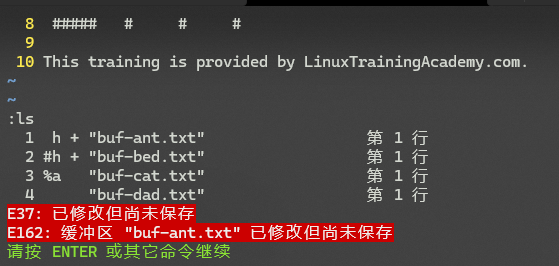 8  #####   #     #     #
9
10 This training is provided by LinuxTrainingAcademy.com.
~
~
:ls
  1  h + "buf-ant.txt"                 第 1 行
  2 #h + "buf-bed.txt"                 第 1 行
  3 %a   "buf-cat.txt"                 第 1 行
  4      "buf-dad.txt"                 第 1 行
E37: 已修改但尚未保存
E162: 缓冲区 "buf-ant.txt" 已修改但尚未保存
请按 ENTER 或其它命令继续